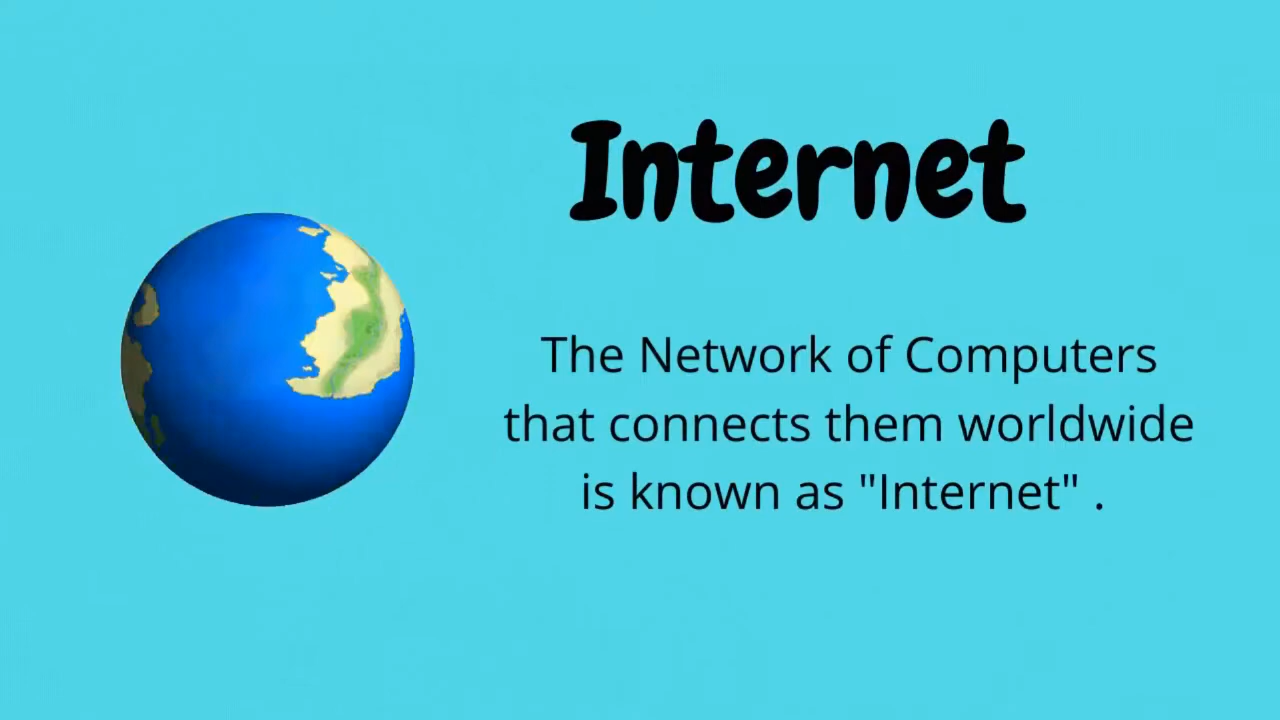 Internet
The Network of Computers
that connects them worldwide
is known as "Internet" .